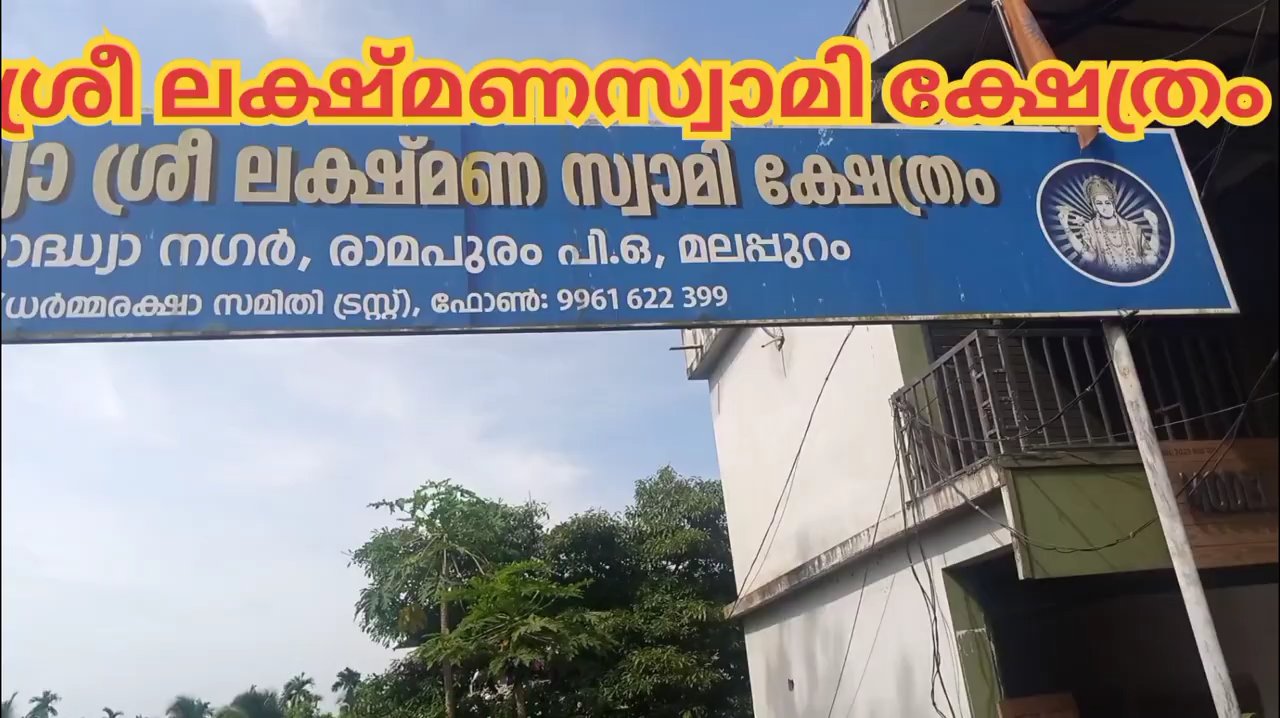 ശ്രീ ലക്ഷ്മണസ്വാമി ക്ഷേത്രം
ശ്രീ ലക്ഷ്മണ സ്വാമി ക്ഷേത്രം
നഗർ, രാമപുരം പി.ഒ, മലപ്പുറം
ധർമ്മരക്ഷാ സമിതി ട്രസ്റ്റ്), ഫോൺ: 9961 622 399